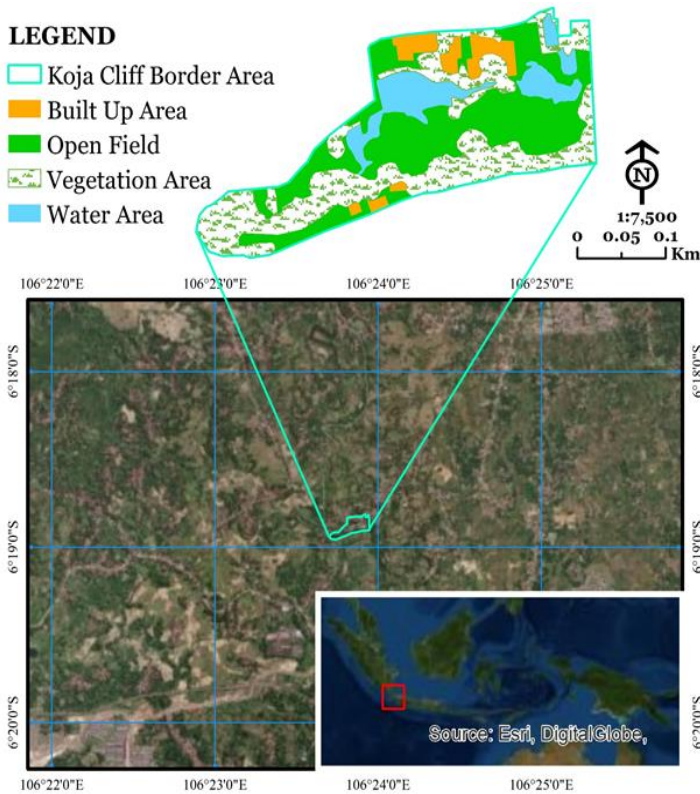 LEGEND
Koja Cliff Border Area
Built Up Area
Open Field
Vegetation Area
Water Area
N
1:7,500
0 0.05 0.1
Km
106°22'0"E 106°23'0"E 106°24'0"E 106°25'0"E
6°18'0"S 6°18'0"S
6°19'0"S 6°19'0"S
6°20'0"S 6°20'0"S
Source: Esri, DigitalGlobe,
106°22'0"E 106°23'0"E 106°24'0"E 106°25'0"E